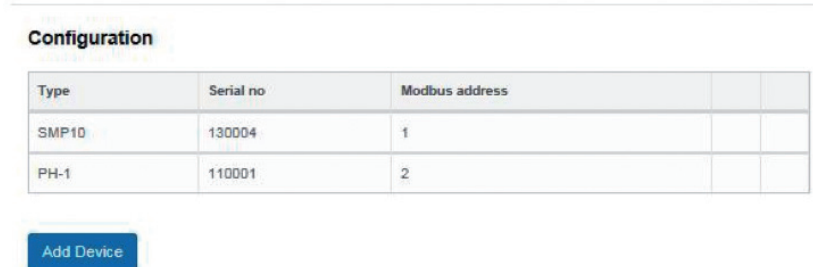 Configuration
Type Serial no Modbus address
SMP10 130004 1
PH-1 110001 2
Add Device